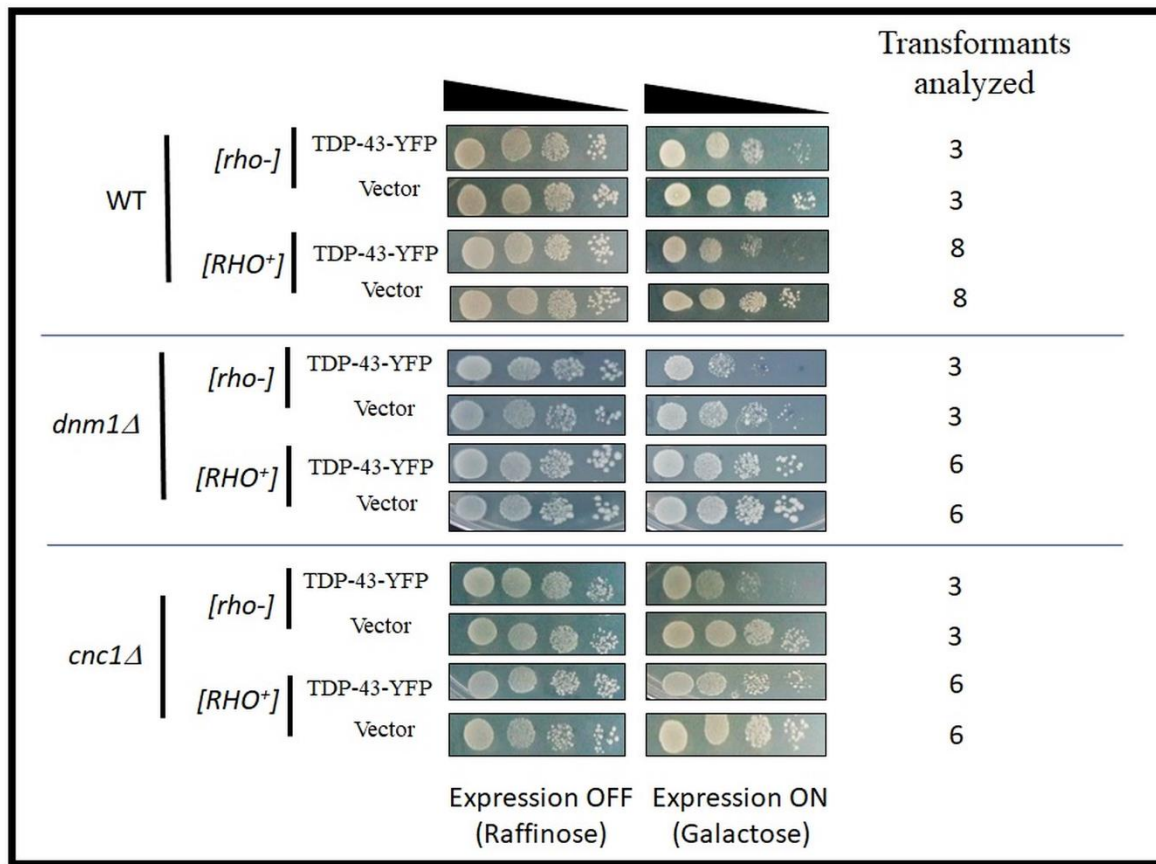 Transformants
analyzed
WT
[rho-]
TDP-43-YFP
3
Vector
3
[RHO⁺]
TDP-43-YFP
8
Vector
8
dnm1Δ
[rho-]
TDP-43-YFP
3
Vector
3
[RHO⁺]
TDP-43-YFP
6
Vector
6
cnc1Δ
[rho-]
TDP-43-YFP
3
Vector
3
[RHO⁺]
TDP-43-YFP
6
Vector
6
Expression OFF
(Raffinose)
Expression ON
(Galactose)